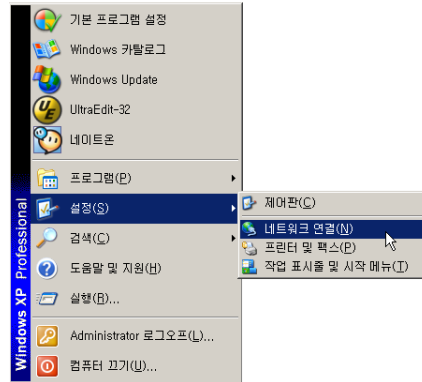 기본 프로그램 설정
Windows 카탈로그
Windows Update
UltraEdit-32
네이트온
프로그램(P)
설정(S)
검색(C)
도움말 및 지원(H)
실행(R)...
Administrator 로그오프(L)...
컴퓨터 끄기(U)...
제어판(C)
네트워크 연결(N)
프린터 및 팩스(P)
작업 표시줄 및 시작 메뉴(T)
Windows XP Professional